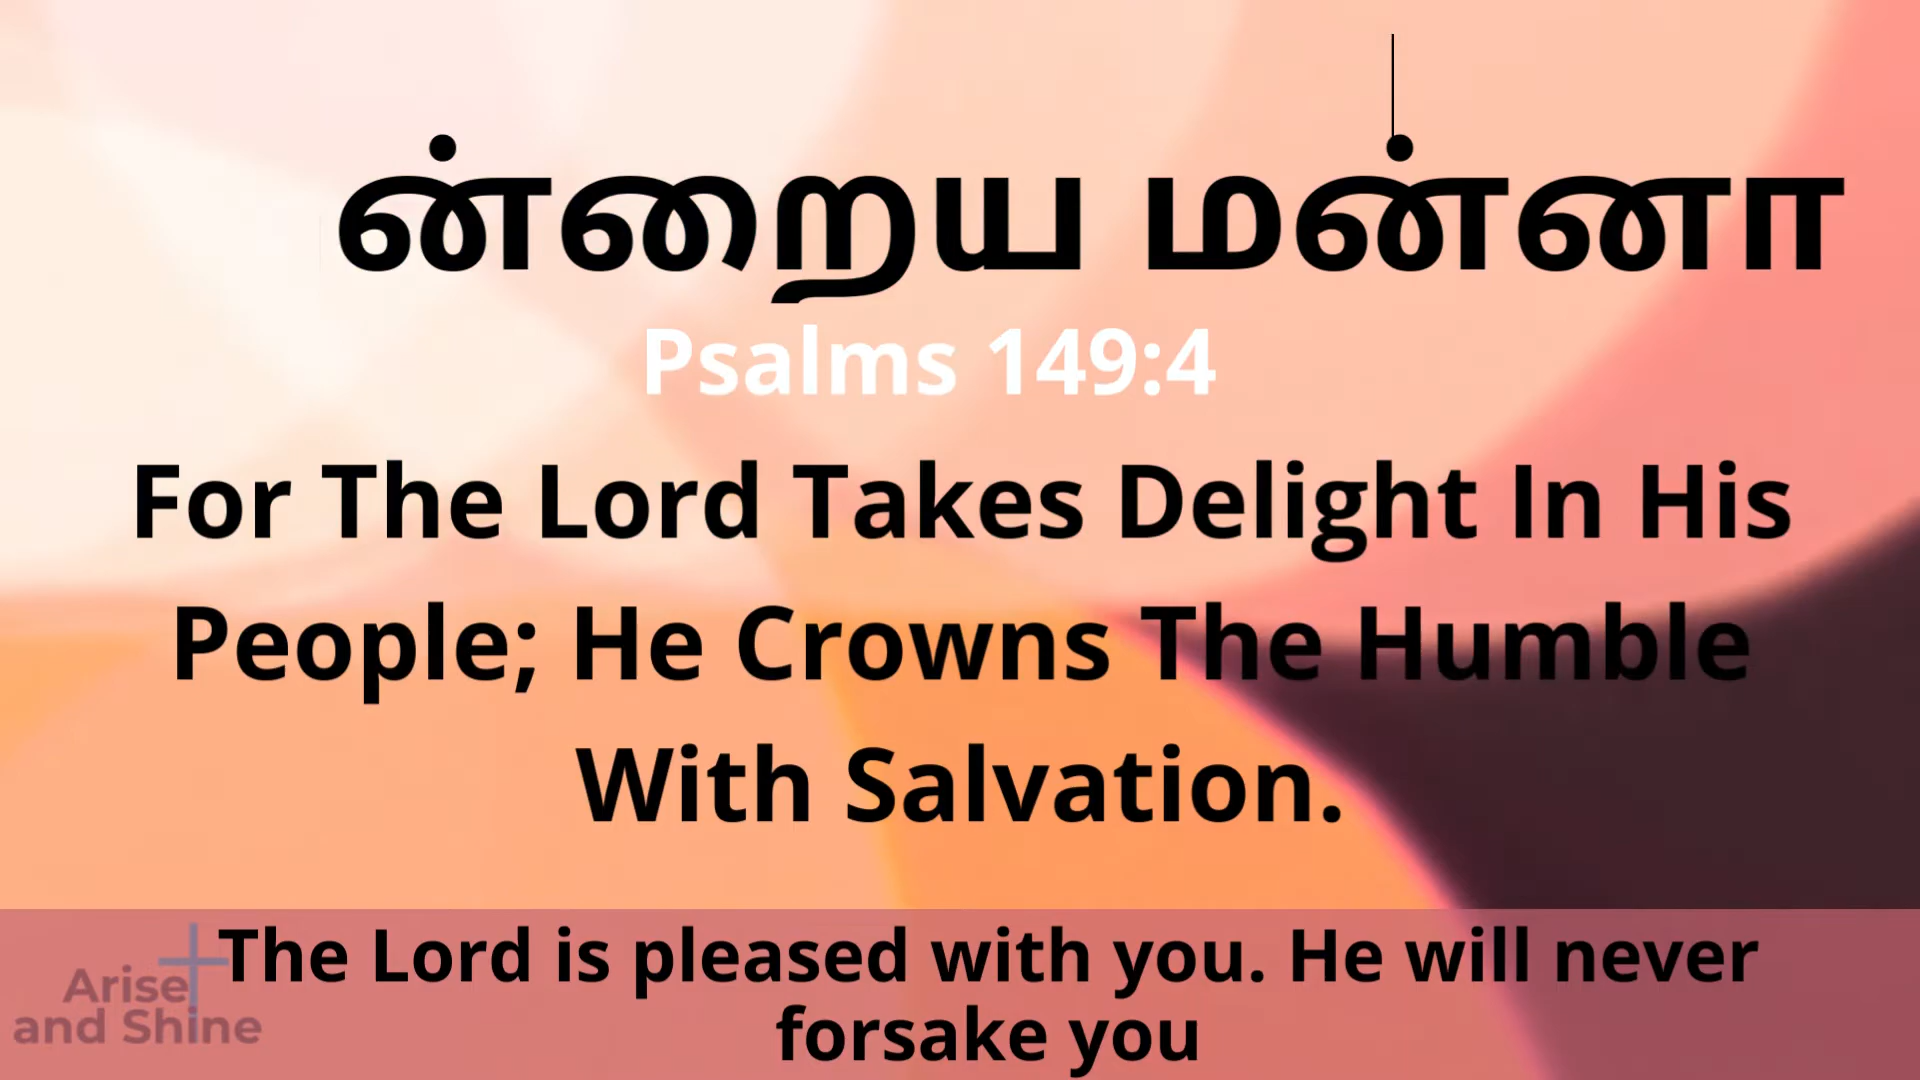 ன்றைய மன்னா
Psalms 149:4
For The Lord Takes Delight In His
People; He Crowns The Humble
With Salvation.
The Lord is pleased with you. He will never
forsake you
Arise
and Shine